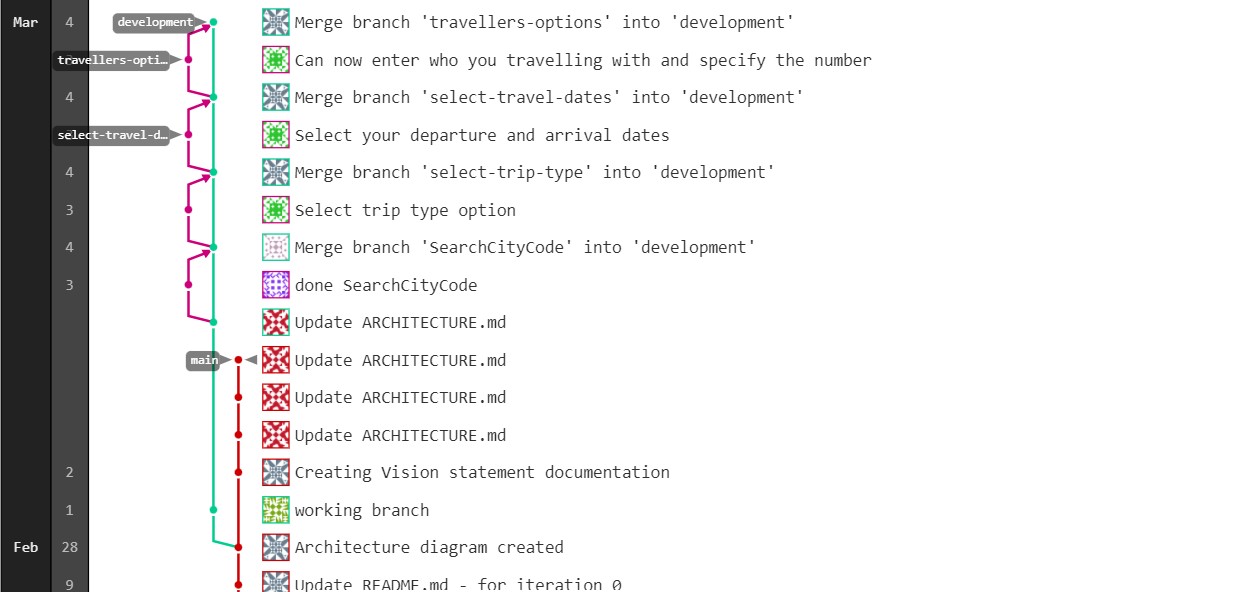 Mar 4 development Merge branch 'travellers-options' into 'development'
travellers-opti… Can now enter who you travelling with and specify the number
4 Merge branch 'select-travel-dates' into 'development'
select-travel-d… Select your departure and arrival dates
4 Merge branch 'select-trip-type' into 'development'
3 Select trip type option
4 Merge branch 'SearchCityCode' into 'development'
3 done SearchCityCode
Update ARCHITECTURE.md
main Update ARCHITECTURE.md
Update ARCHITECTURE.md
Update ARCHITECTURE.md
2 Creating Vision statement documentation
1 working branch
Feb 28 Architecture diagram created
9 Update README.md - for iteration 0